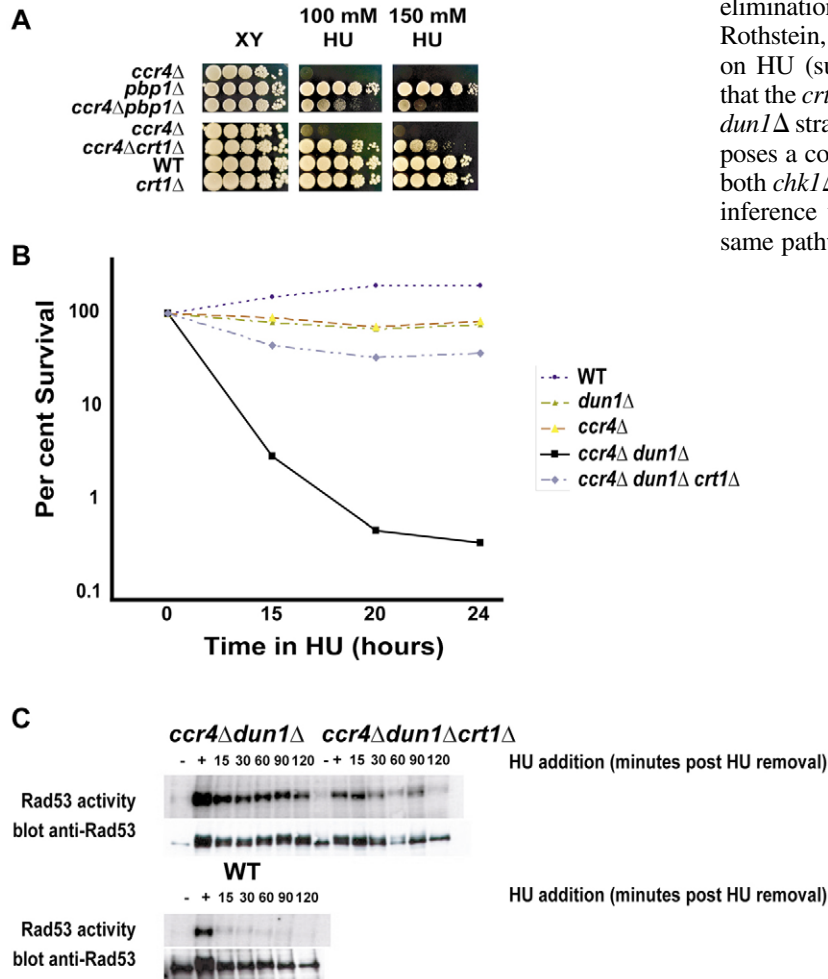 A
XY
100 mM HU
150 mM HU
ccr4Δ
pbp1Δ
ccr4Δpbp1Δ
ccr4Δ
ccr4Δcrt1Δ
WT
crt1Δ
elimination
Rothstein,
on HU (su
that the crt
dun1Δ stra
poses a co
both chk1Δ
inference
same pathw
B
Per cent Survival
100
10
1
0.1
0 15 20 24
Time in HU (hours)
WT
dun1Δ
ccr4Δ
ccr4Δ dun1Δ
ccr4Δ dun1Δ crt1Δ
C
ccr4Δdun1Δ ccr4Δdun1Δcrt1Δ
- + 15 30 60 90 120 - + 15 30 60 90 120 HU addition (minutes post HU removal)
Rad53 activity
blot anti-Rad53
WT
- + 15 30 60 90 120 HU addition (minutes post HU removal)
Rad53 activity
blot anti-Rad53